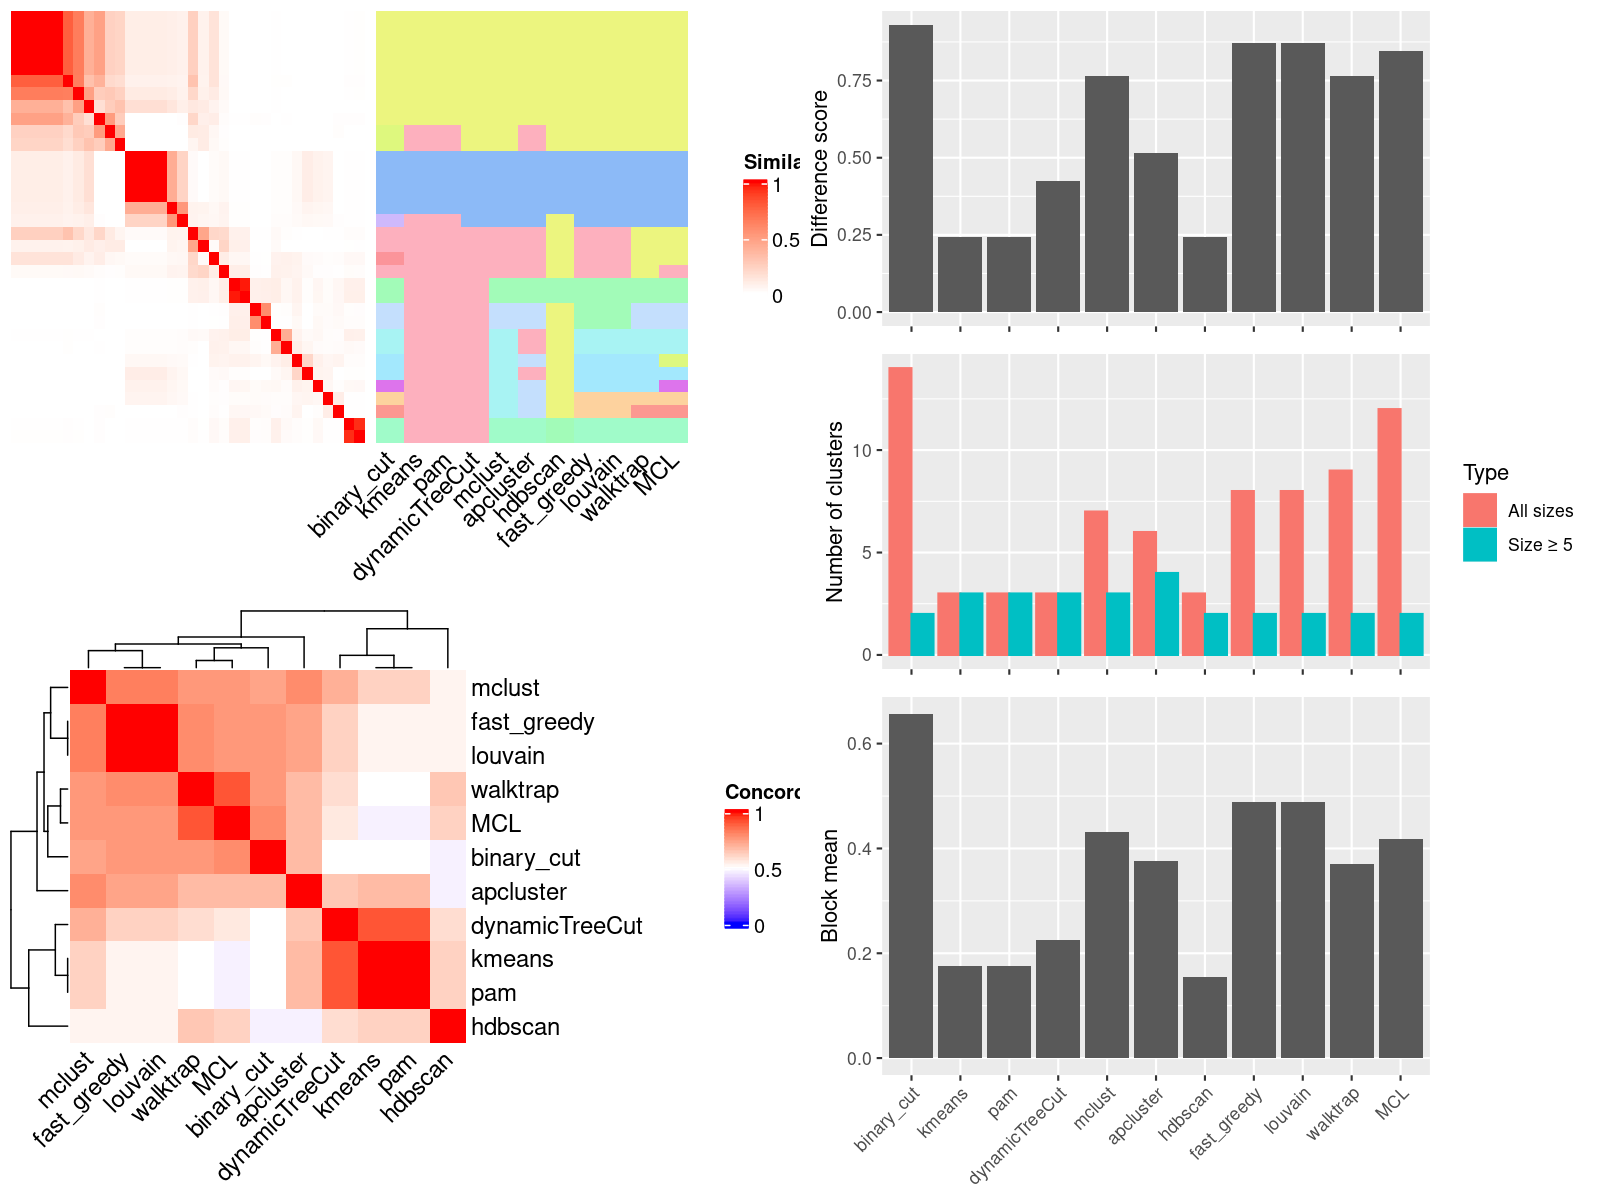 Simila
1
0.5
0
binary_cut
kmeans
pam
dynamicTreeCut
mclust
apcluster
hdbscan
fast_greedy
louvain
walktrap
MCL
mclust
fast_greedy
louvain
walktrap
MCL
binary_cut
apcluster
dynamicTreeCut
kmeans
pam
hdbscan
Concord
1
0.5
0
mclust
fast_greedy
louvain
walktrap
MCL
binary_cut
apcluster
dynamicTreeCut
kmeans
pam
hdbscan
Difference score
0.75
0.50
0.25
0.00
Number of clusters
10
5
0
Type
All sizes
Size ≥ 5
Block mean
0.6
0.4
0.2
0.0
binary_cut
kmeans
pam
dynamicTreeCut
mclust
apcluster
hdbscan
fast_greedy
louvain
walktrap
MCL